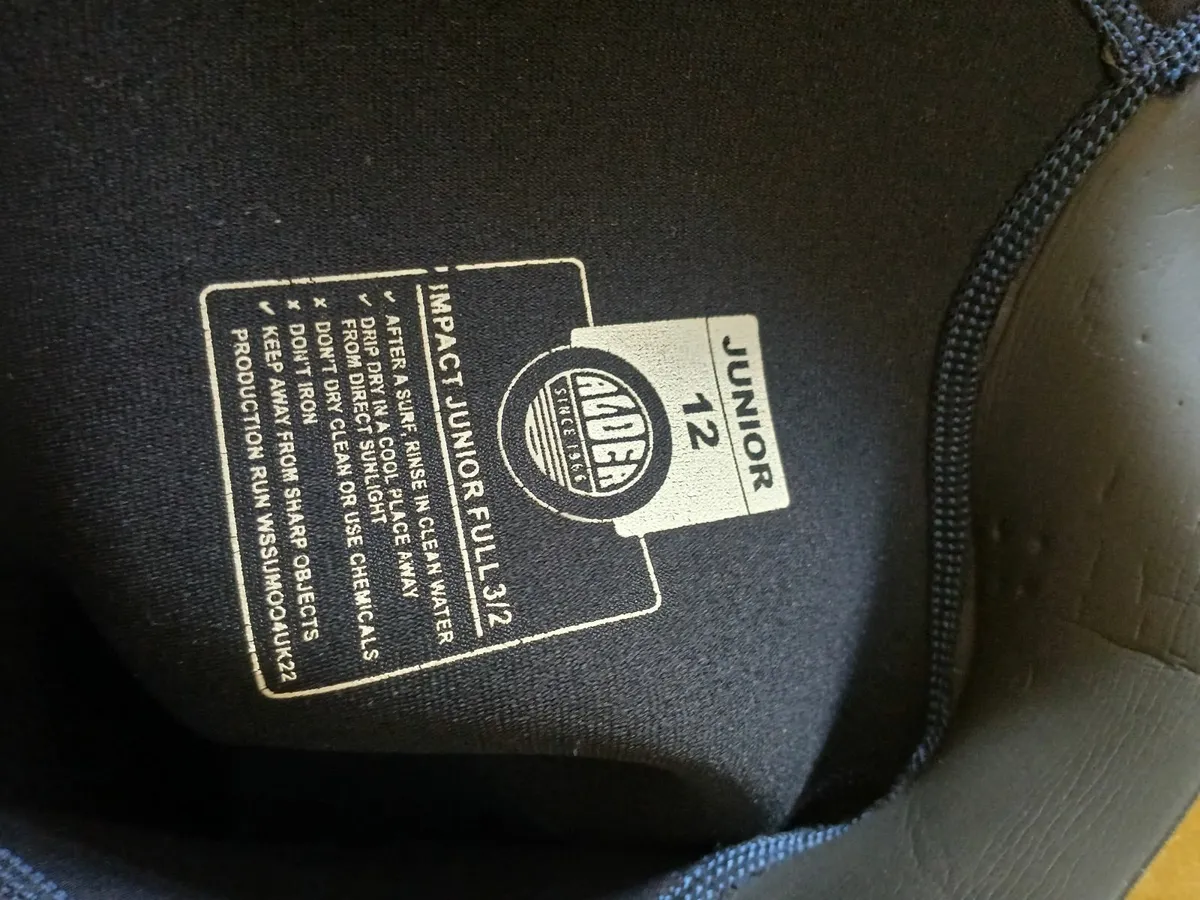 JUNIOR
12
ALDER
SINCE 1966
IMPACT JUNIOR FULL 3/2
✓ AFTER A SURF, RINSE IN CLEAN WATER
✓ DRIP DRY IN A COOL PLACE AWAY
FROM DIRECT SUNLIGHT
× DON'T DRY CLEAN OR USE CHEMICALS
× DON'T IRON
✓ KEEP AWAY FROM SHARP OBJECTS
PRODUCTION RUN WSSUMOQAUK22